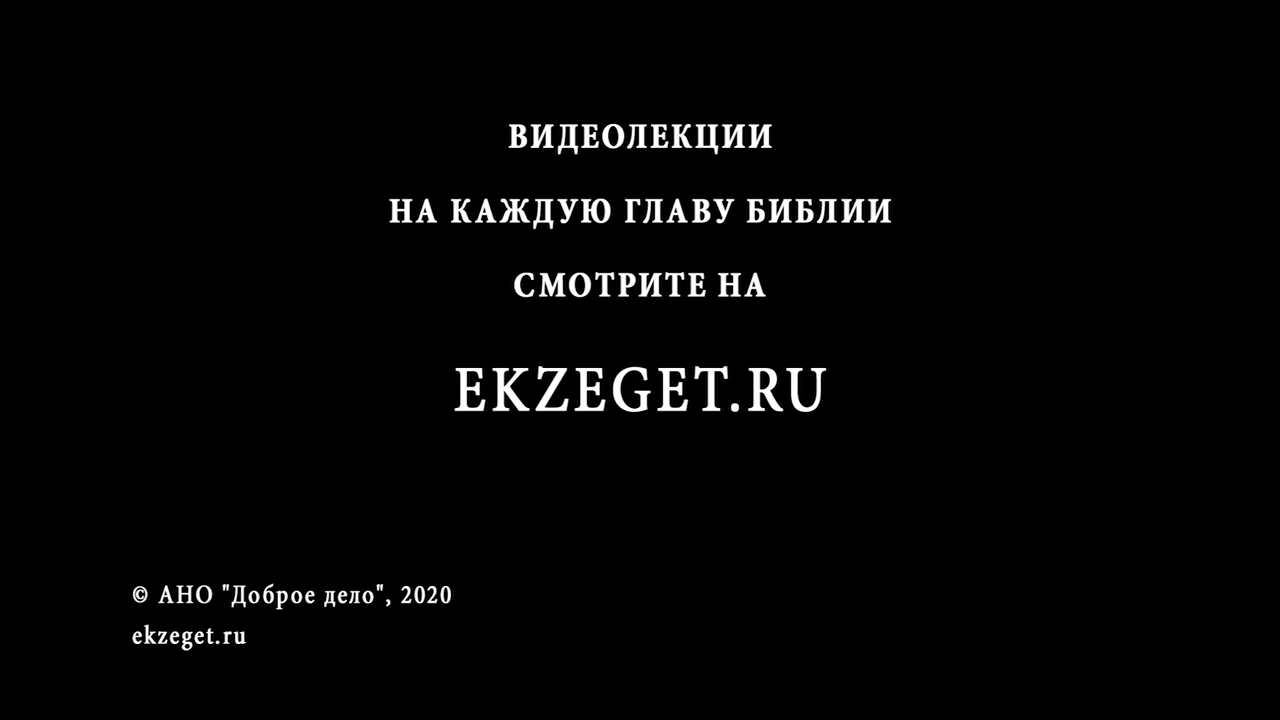 ВИДЕОЛЕКЦИИ
НА КАЖДУЮ ГЛАВУ БИБЛИИ
СМОТРИТЕ НА
EKZEGET.RU
© АНО "Доброе дело", 2020
ekzeget.ru